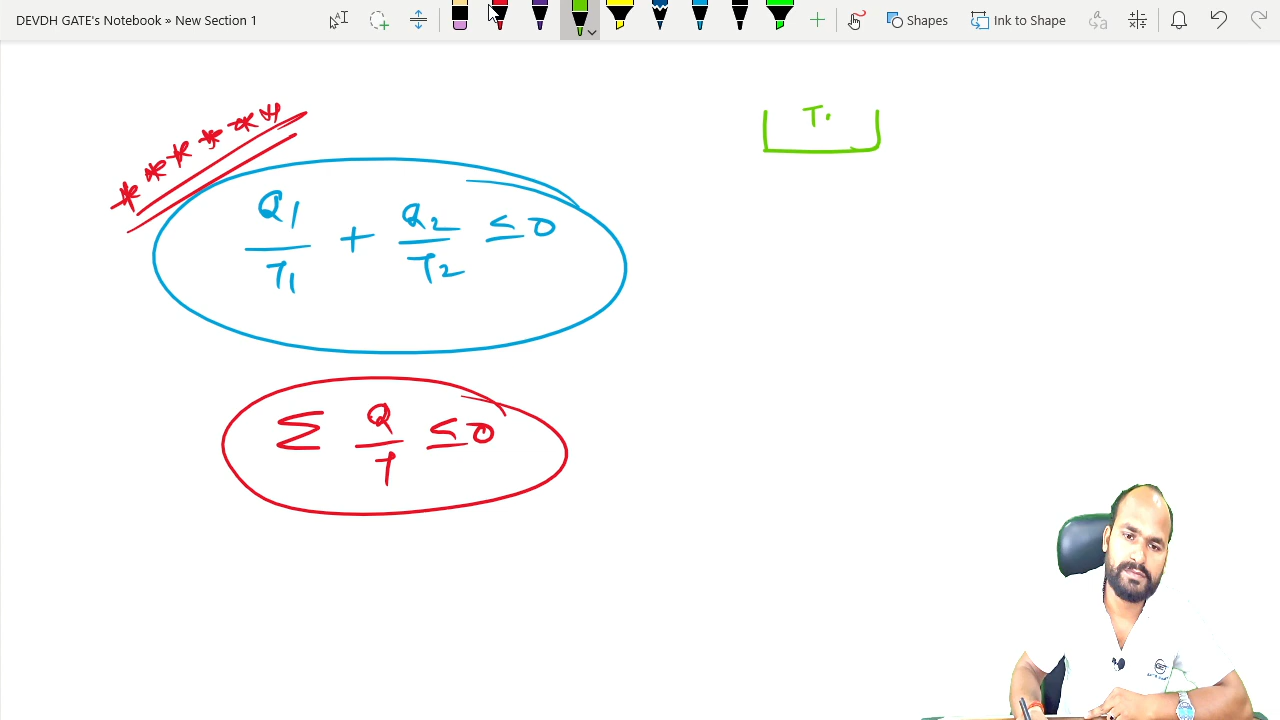 DEVDH GATE's Notebook » New Section 1
Shapes
Ink to Shape
* * * * * *
Q1/T1 + Q2/T2 ≤ 0
Σ Q/T ≤ 0
T.